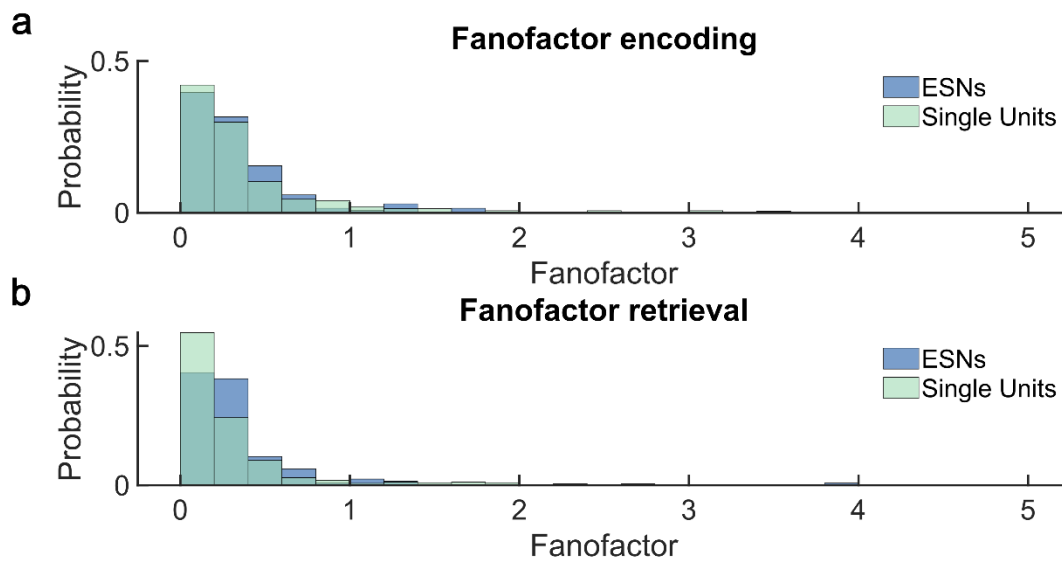 a
Fanofactor encoding
0.5
0
Probability
ESNs
Single Units
0 1 2 3 4 5
Fanofactor
b
Fanofactor retrieval
0.5
0
Probability
ESNs
Single Units
0 1 2 3 4 5
Fanofactor